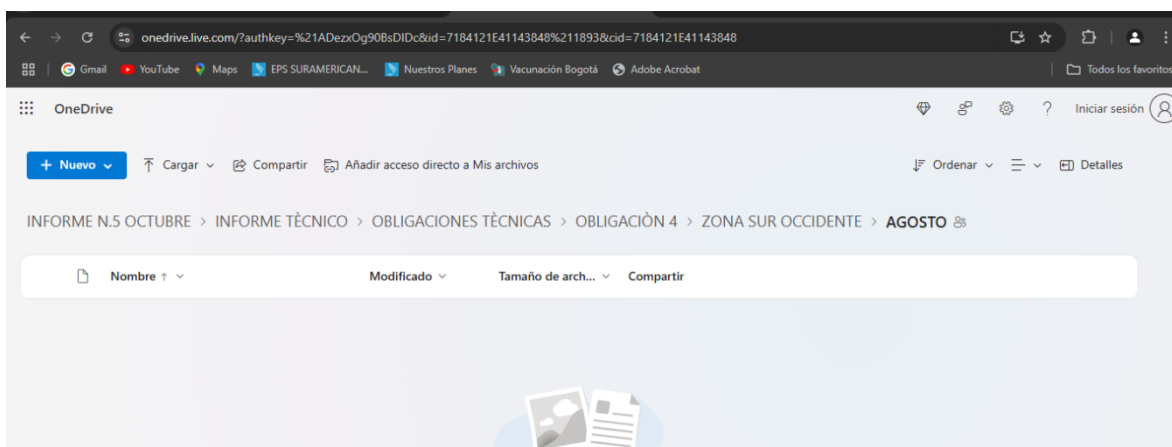 onedrive.live.com/?authkey=%21ADezxOg90BsDIDc&id=7184121E41143848%211893&cid=7184121E41143848
Gmail YouTube Maps EPS SURAMERICAN... Nuestros Planes Vacunación Bogotá Adobe Acrobat Todos los favoritos
OneDrive Iniciar sesión
+ Nuevo Cargar Compartir Añadir acceso directo a Mis archivos Ordenar Detalles
INFORME N.5 OCTUBRE > INFORME TÈCNICO > OBLIGACIONES TÈCNICAS > OBLIGACIÒN 4 > ZONA SUR OCCIDENTE > AGOSTO
Nombre ↑ Modificado Tamaño de arch... Compartir